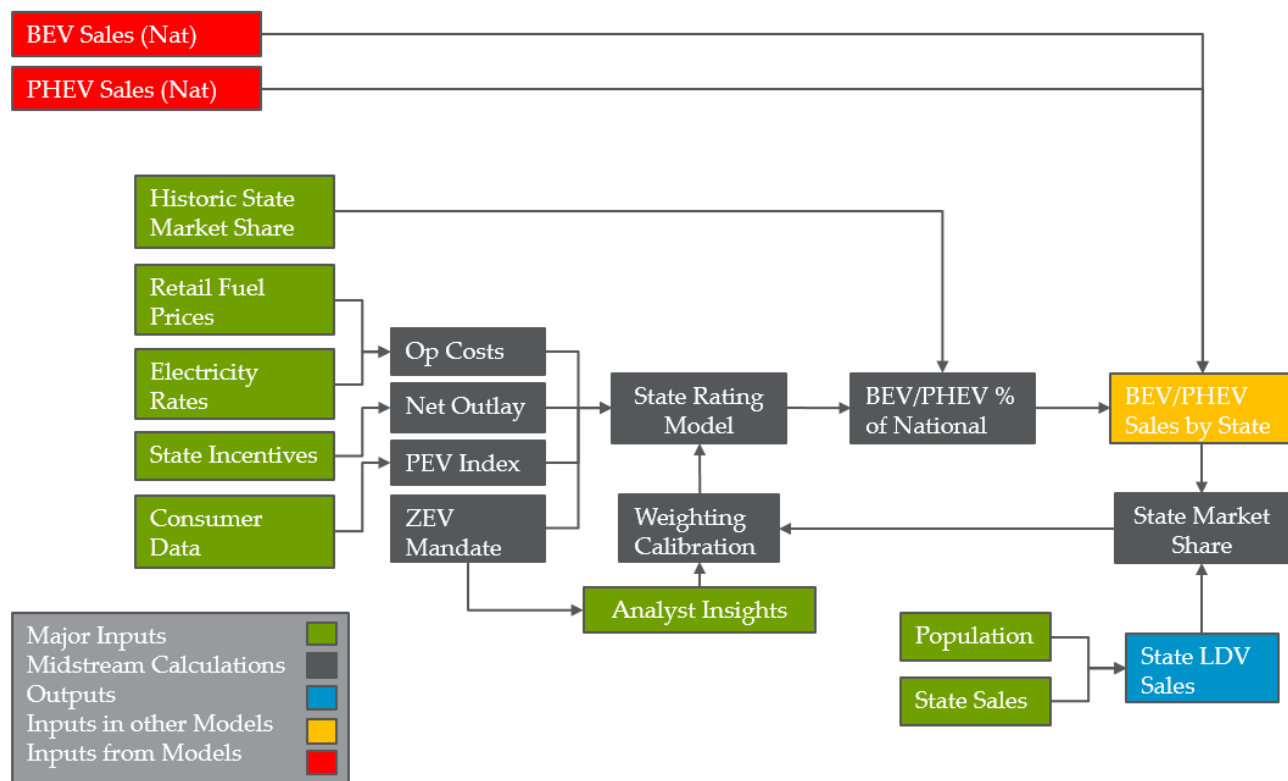 BEV Sales (Nat)
PHEV Sales (Nat)
Historic State
Market Share
Retail Fuel
Prices
Electricity
Rates
State Incentives
Consumer
Data
Op Costs
Net Outlay
PEV Index
ZEV
Mandate
State Rating
Model
Weighting
Calibration
Analyst Insights
BEV/PHEV %
of National
BEV/PHEV
Sales by State
State Market
Share
Population
State Sales
State LDV
Sales
Major Inputs
Midstream Calculations
Outputs
Inputs in other Models
Inputs from Models